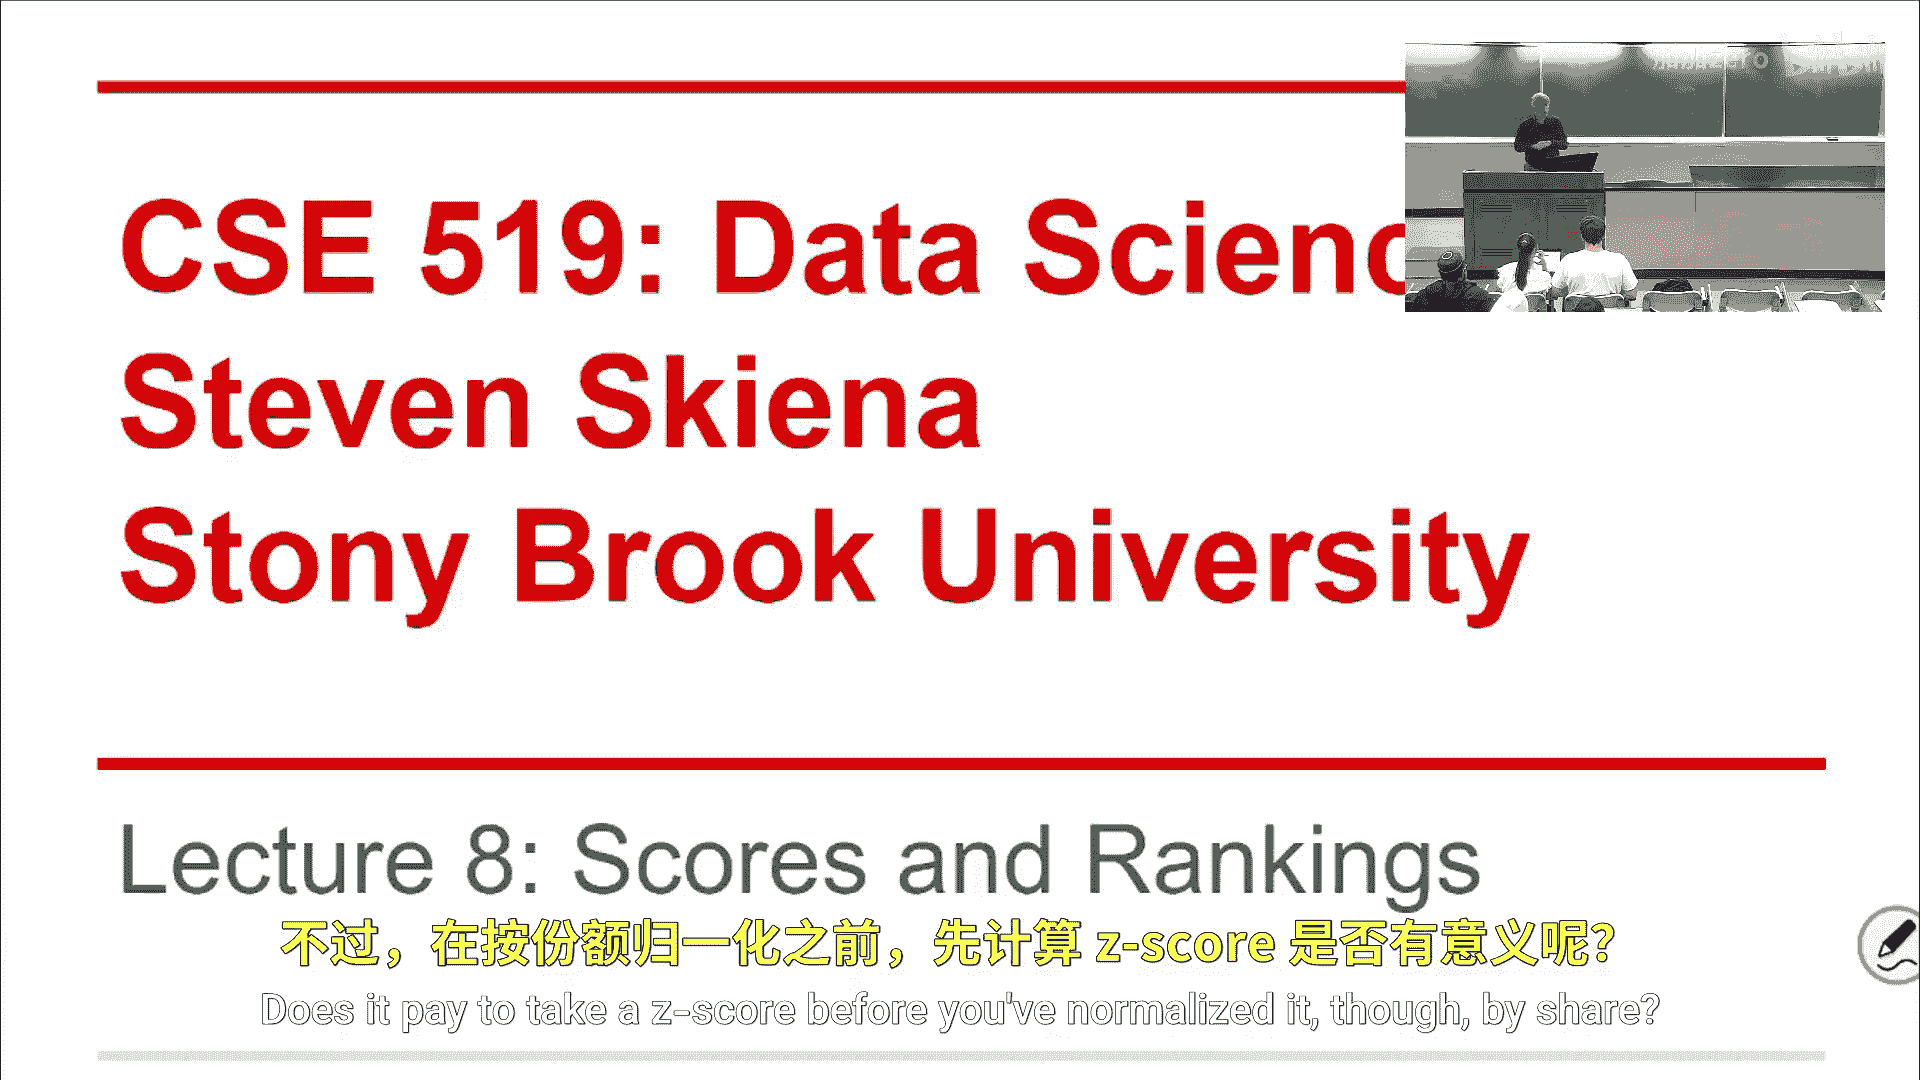 CSE 519: Data Scienc
Steven Skiena
Stony Brook University
Lecture 8: Scores and Rankings
不过，在按份额归一化之前，先计算 z-score 是否有意义呢？
Does it pay to take a z-score before you've normalized it, though, by share?